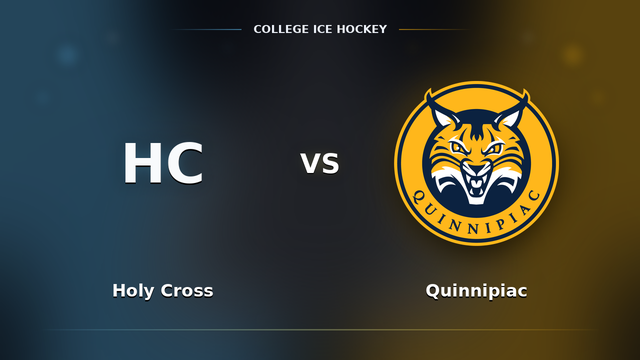 COLLEGE ICE HOCKEY
HC
VS
QUINNIPIAC
Holy Cross
Quinnipiac